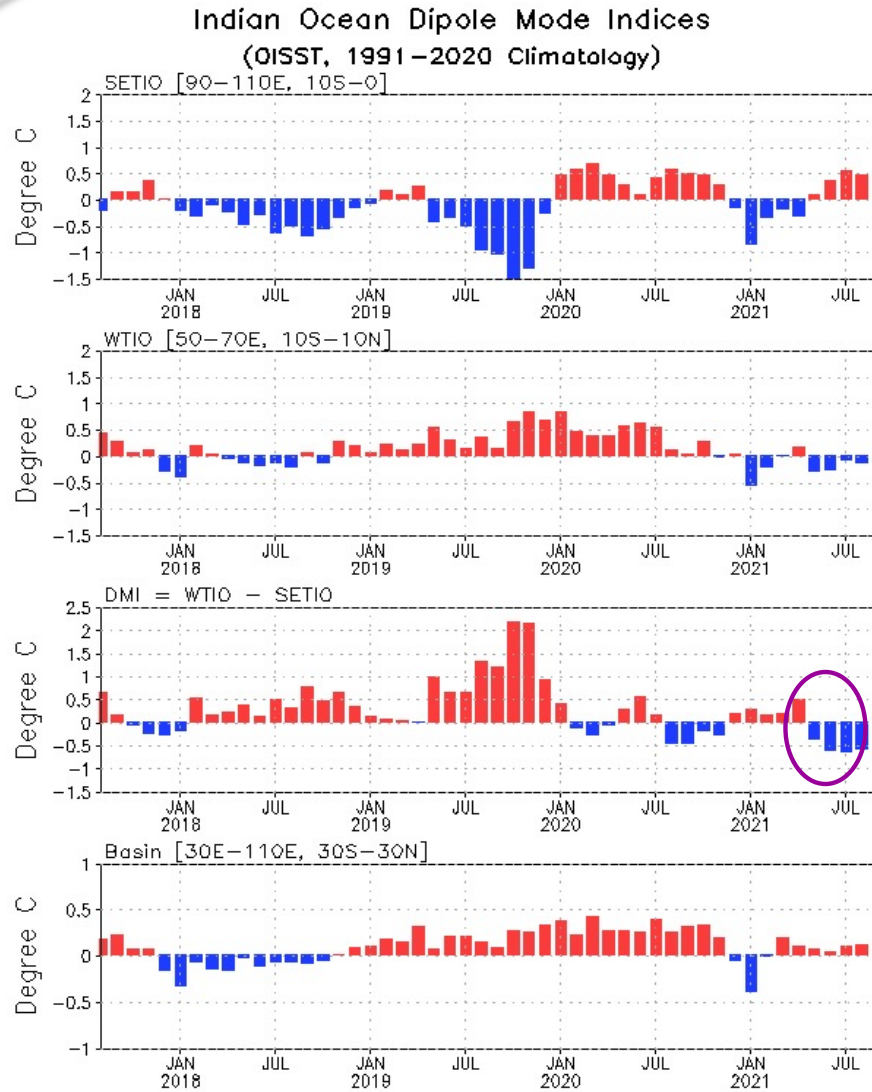 Indian Ocean Dipole Mode Indices
(OISST, 1991-2020 Climatology)
SETIO [90-110E, 10S-0]
Degree C
2
1.5
1
0.5
0
-0.5
-1
-1.5
JAN JUL JAN JUL JAN JUL JAN JUL
2018 2019 2020 2021
WTIO [50-70E, 10S-10N]
Degree C
2
1.5
1
0.5
0
-0.5
-1
-1.5
JAN JUL JAN JUL JAN JUL JAN JUL
2018 2019 2020 2021
DMI = WTIO - SETIO
Degree C
2.5
2
1.5
1
0.5
0
-0.5
-1
-1.5
JAN JUL JAN JUL JAN JUL JAN JUL
2018 2019 2020 2021
Basin [30E-110E, 30S-30N]
Degree C
1
0.5
0
-0.5
-1
JAN JUL JAN JUL JAN JUL JAN JUL
2018 2019 2020 2021